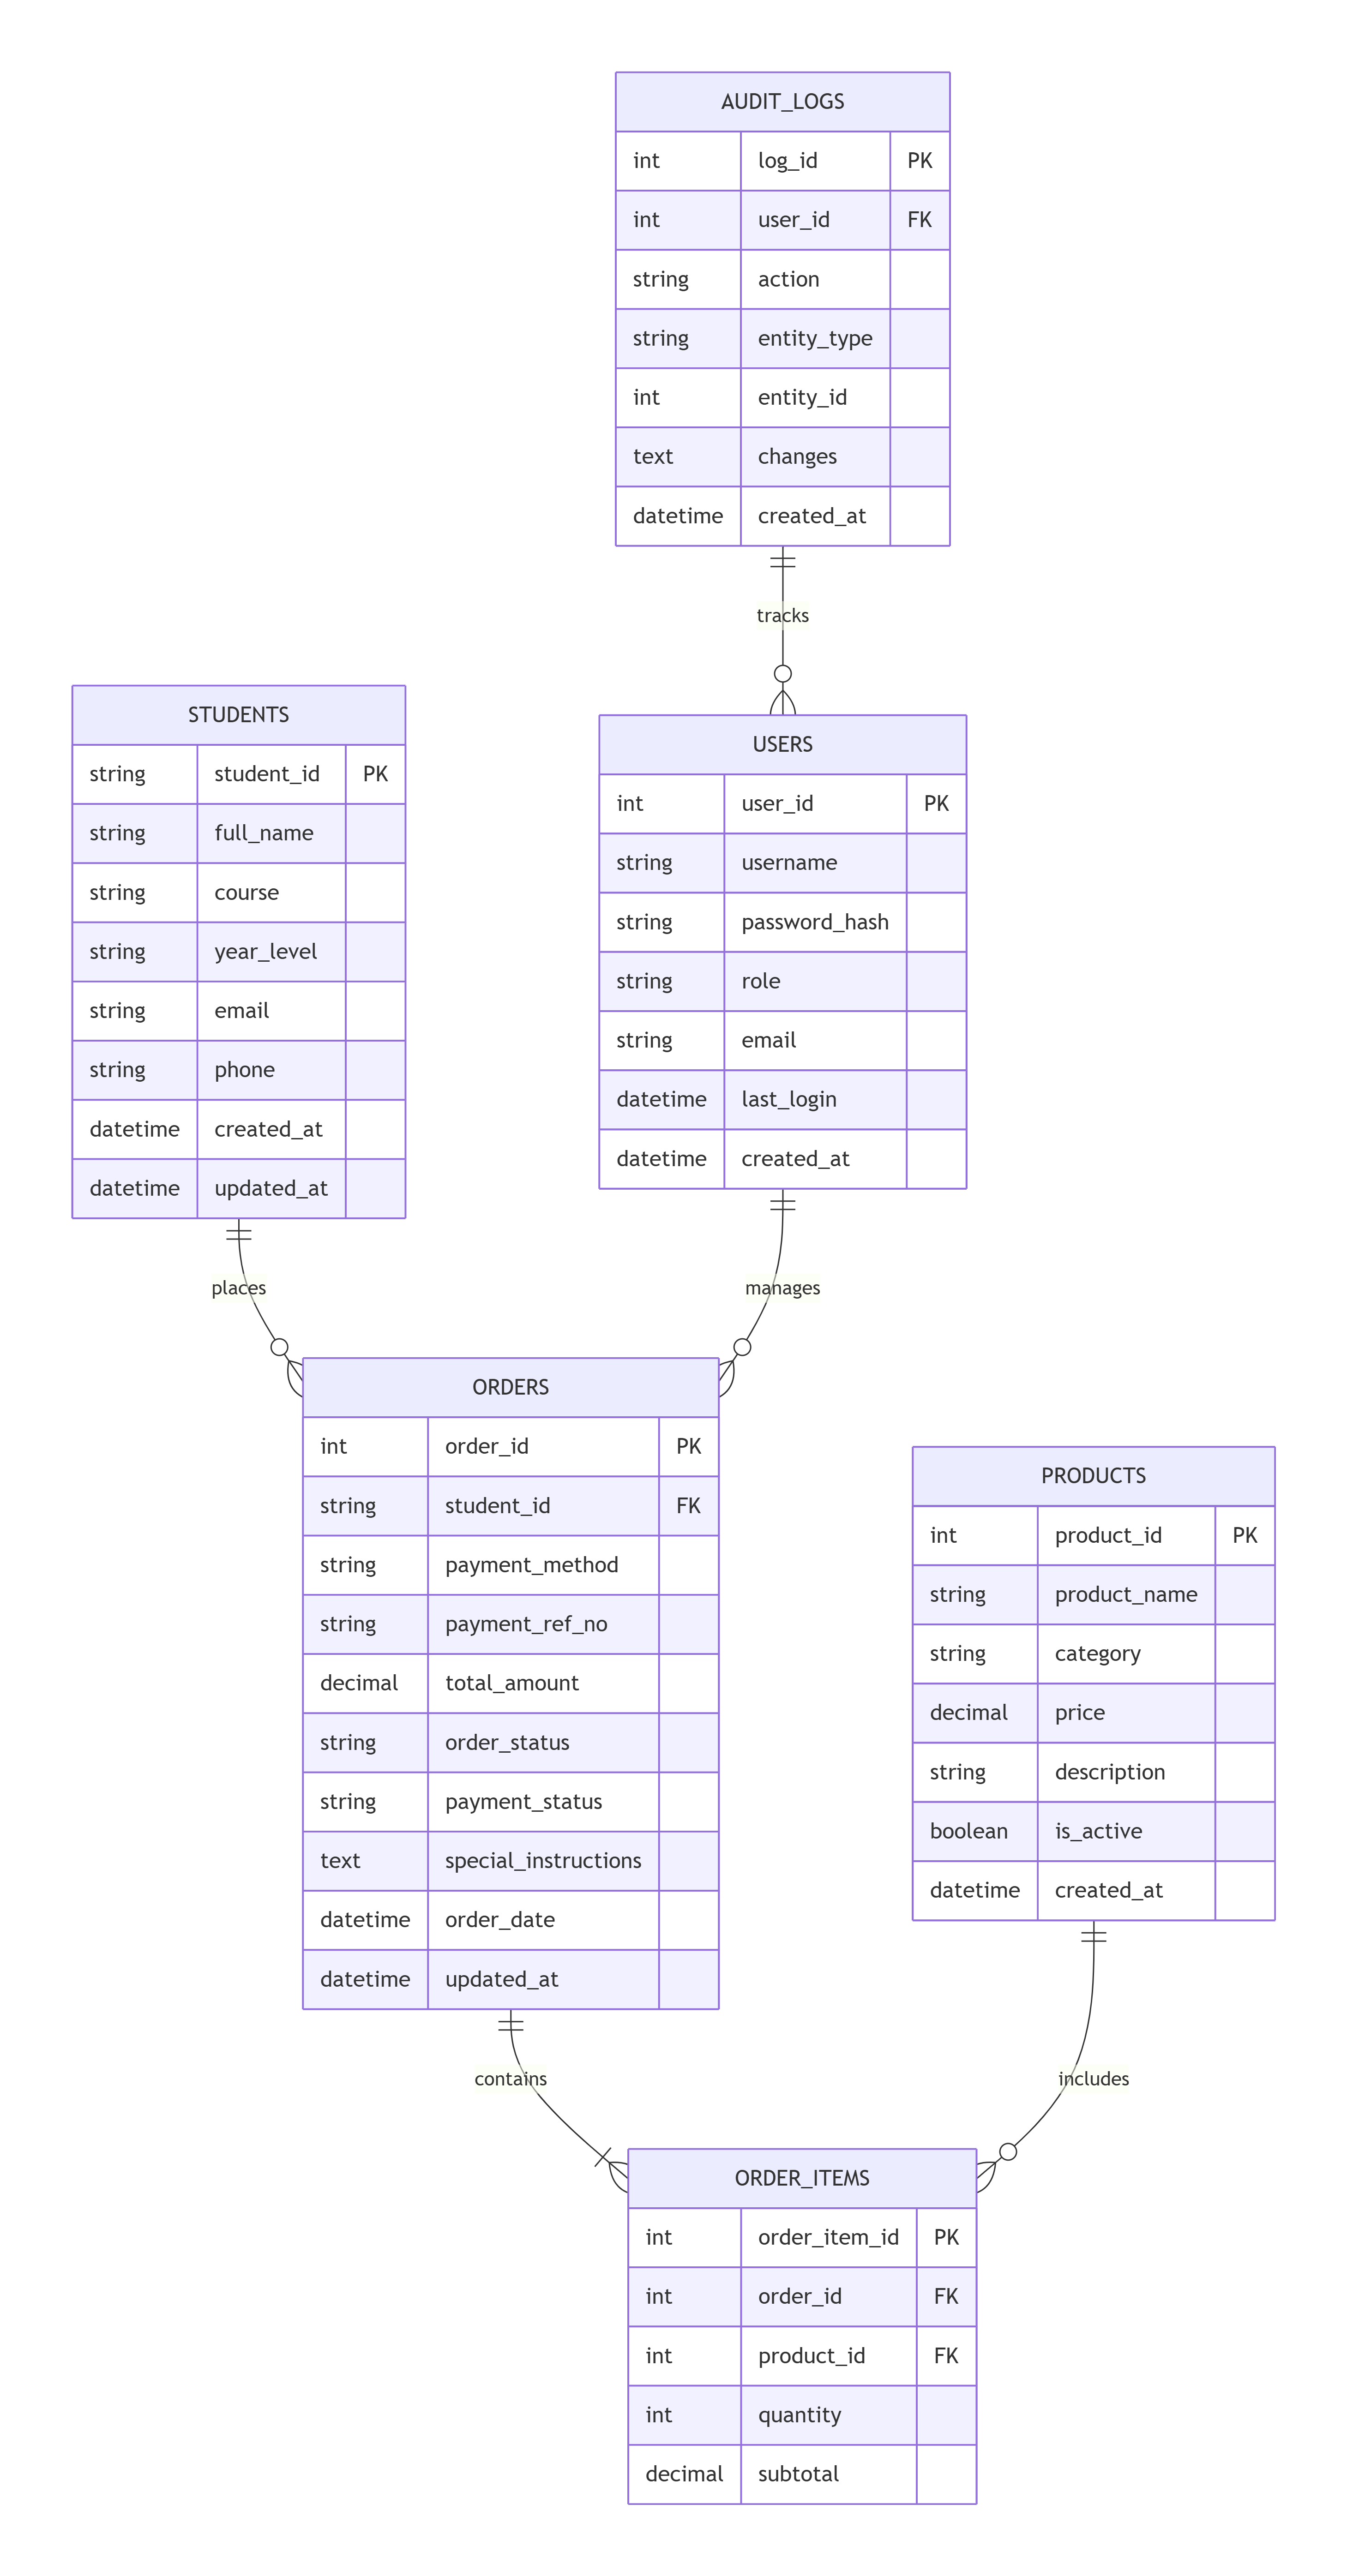 AUDIT_LOGS
int log_id PK
int user_id FK
string action
string entity_type
int entity_id
text changes
datetime created_at
tracks
STUDENTS
string student_id PK
string full_name
string course
string year_level
string email
string phone
datetime created_at
datetime updated_at
USERS
int user_id PK
string username
string password_hash
string role
string email
datetime last_login
datetime created_at
places
manages
ORDERS
int order_id PK
string student_id FK
string payment_method
string payment_ref_no
decimal total_amount
string order_status
string payment_status
text special_instructions
datetime order_date
datetime updated_at
PRODUCTS
int product_id PK
string product_name
string category
decimal price
string description
boolean is_active
datetime created_at
contains
includes
ORDER_ITEMS
int order_item_id PK
int order_id FK
int product_id FK
int quantity
decimal subtotal